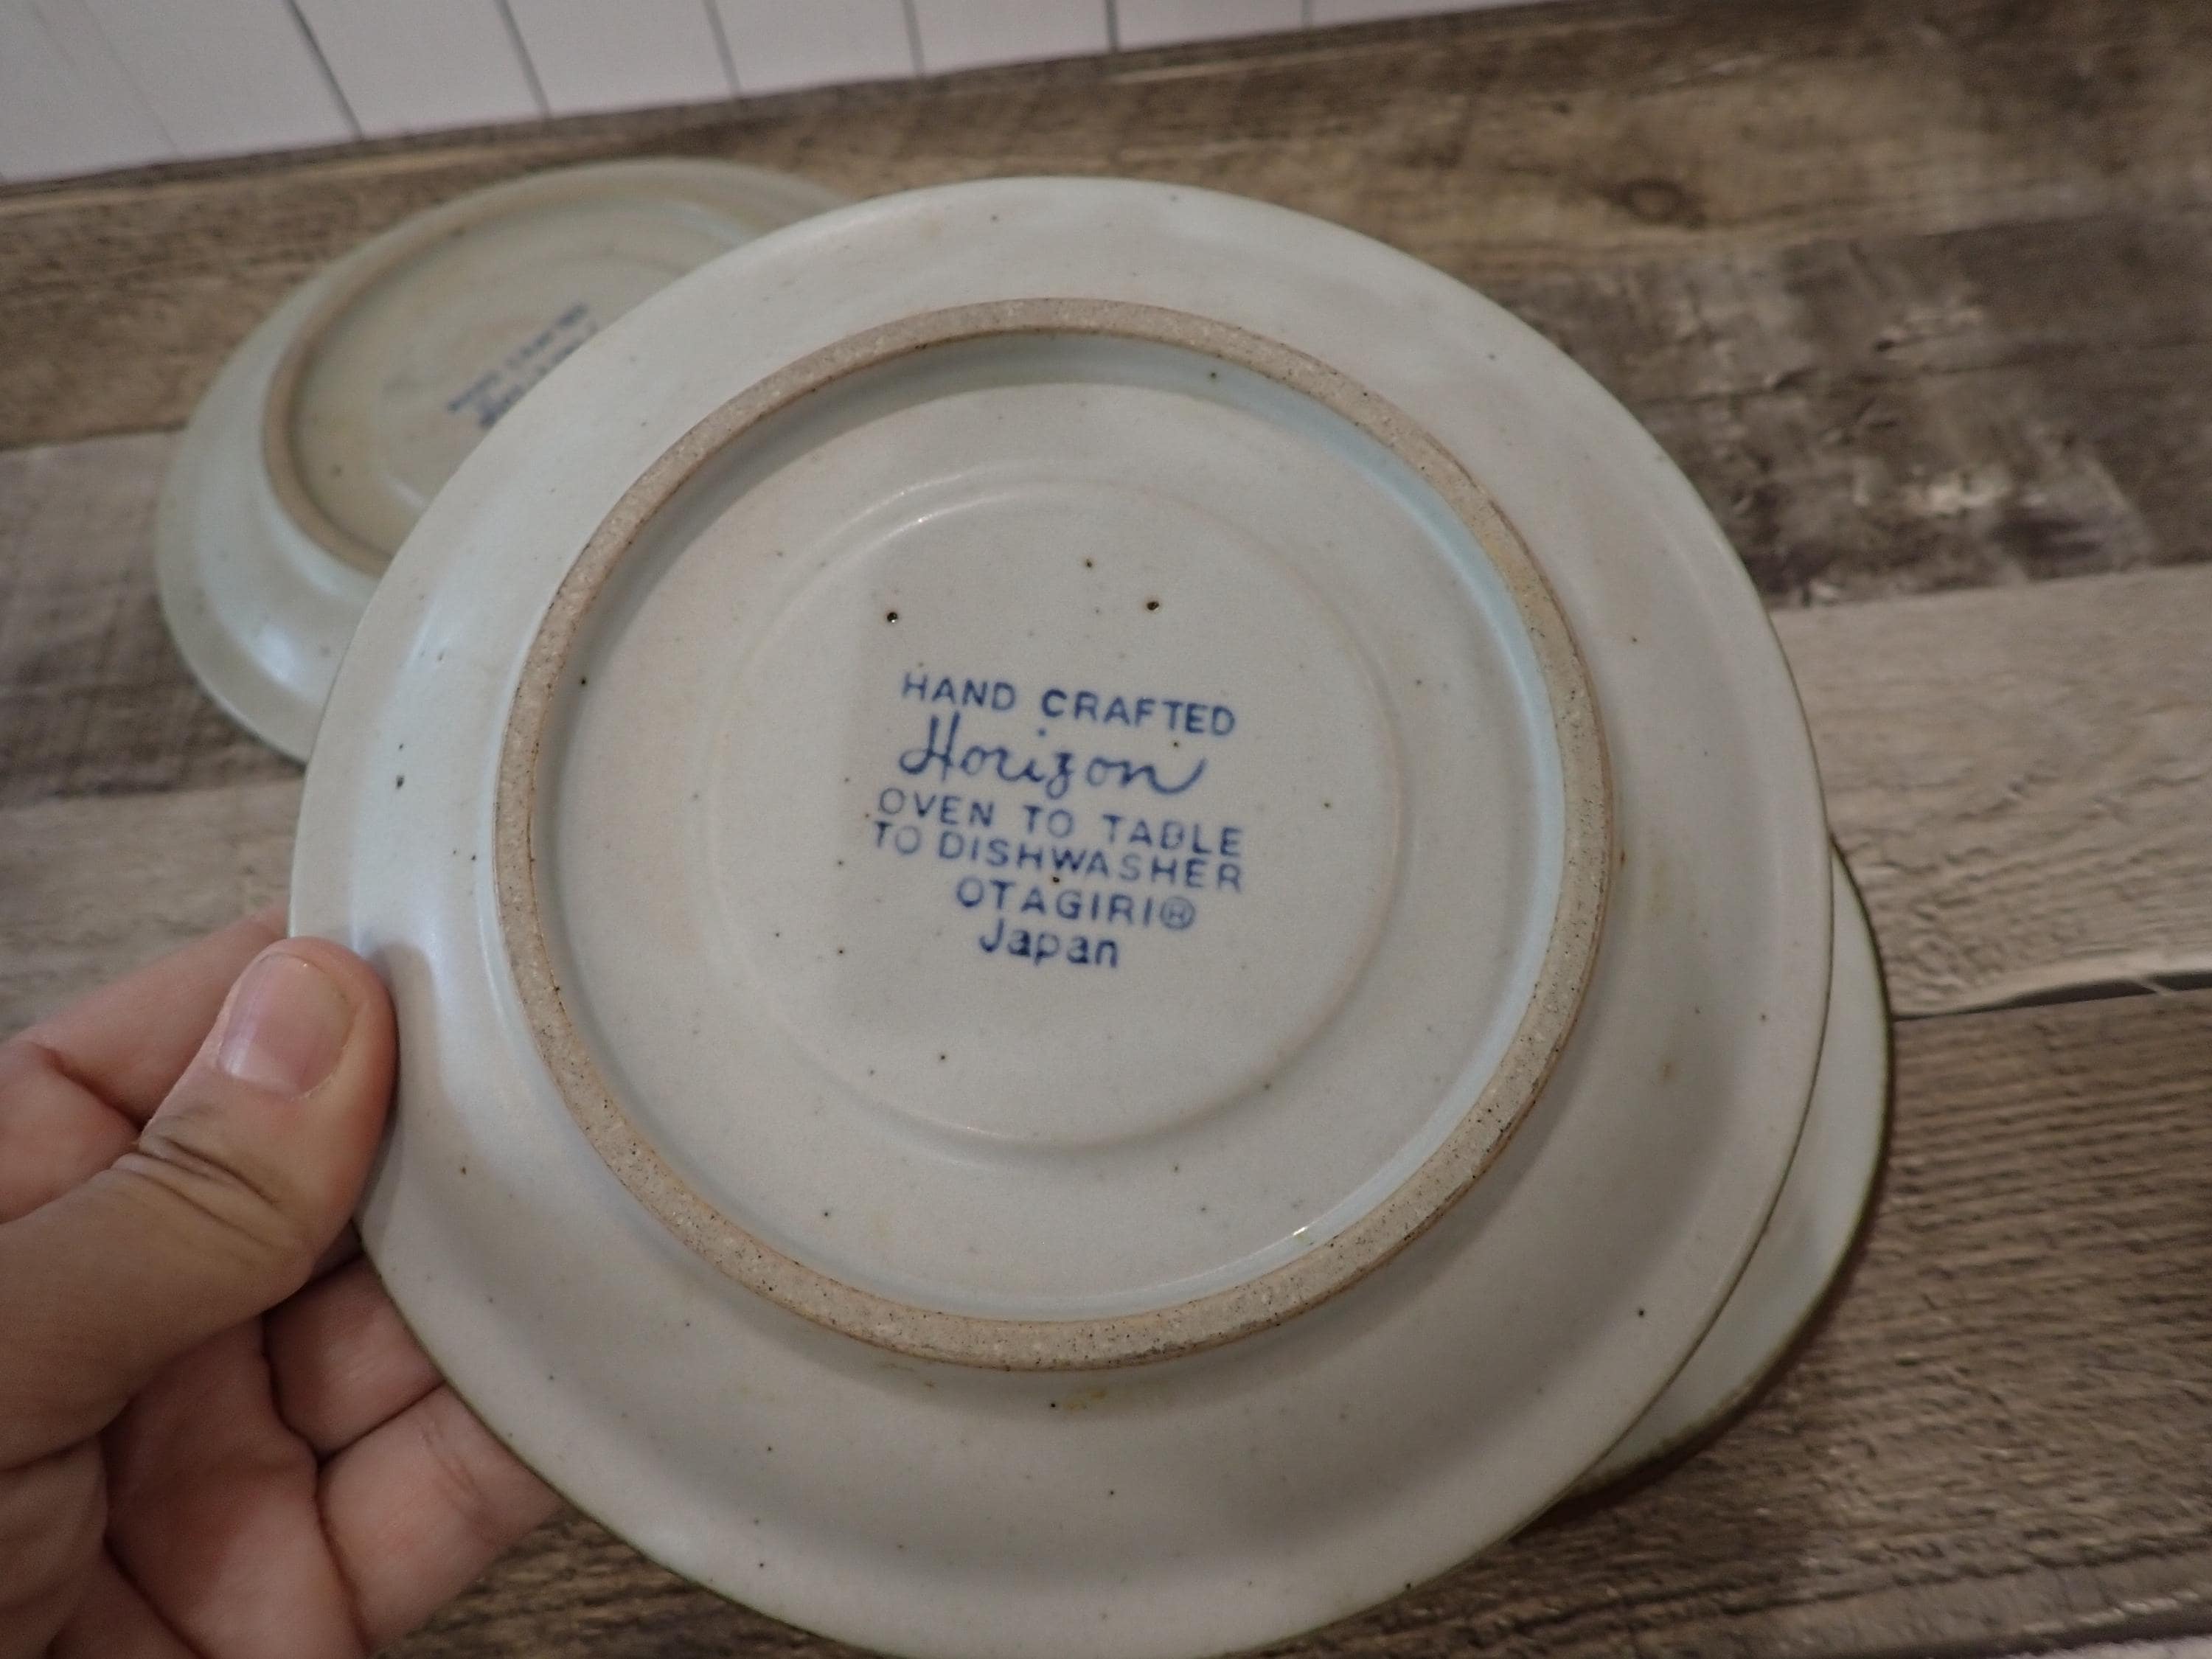 HAND CRAFTED
Horizon
OVEN TO TABLE
TO DISHWASHER
OTAGIRI®
Japan